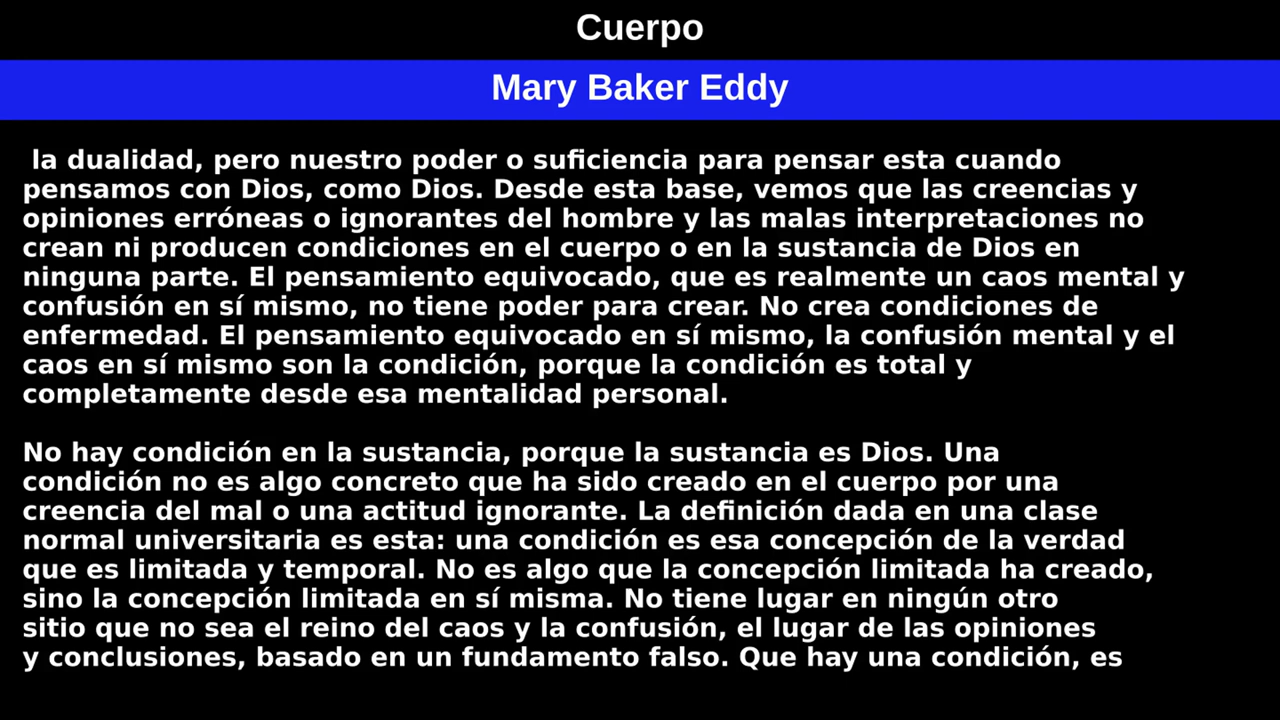 Cuerpo
Mary Baker Eddy
la dualidad, pero nuestro poder o suficiencia para pensar esta cuando
pensamos con Dios, como Dios. Desde esta base, vemos que las creencias y
opiniones erróneas o ignorantes del hombre y las malas interpretaciones no
crean ni producen condiciones en el cuerpo o en la sustancia de Dios en
ninguna parte. El pensamiento equivocado, que es realmente un caos mental y
confusión en sí mismo, no tiene poder para crear. No crea condiciones de
enfermedad. El pensamiento equivocado en sí mismo, la confusión mental y el
caos en sí mismo son la condición, porque la condición es total y
completamente desde esa mentalidad personal.
No hay condición en la sustancia, porque la sustancia es Dios. Una
condición no es algo concreto que ha sido creado en el cuerpo por una
creencia del mal o una actitud ignorante. La definición dada en una clase
normal universitaria es esta: una condición es esa concepción de la verdad
que es limitada y temporal. No es algo que la concepción limitada ha creado,
sino la concepción limitada en sí misma. No tiene lugar en ningún otro
sitio que no sea el reino del caos y la confusión, el lugar de las opiniones
y conclusiones, basado en un fundamento falso. Que hay una condición, es